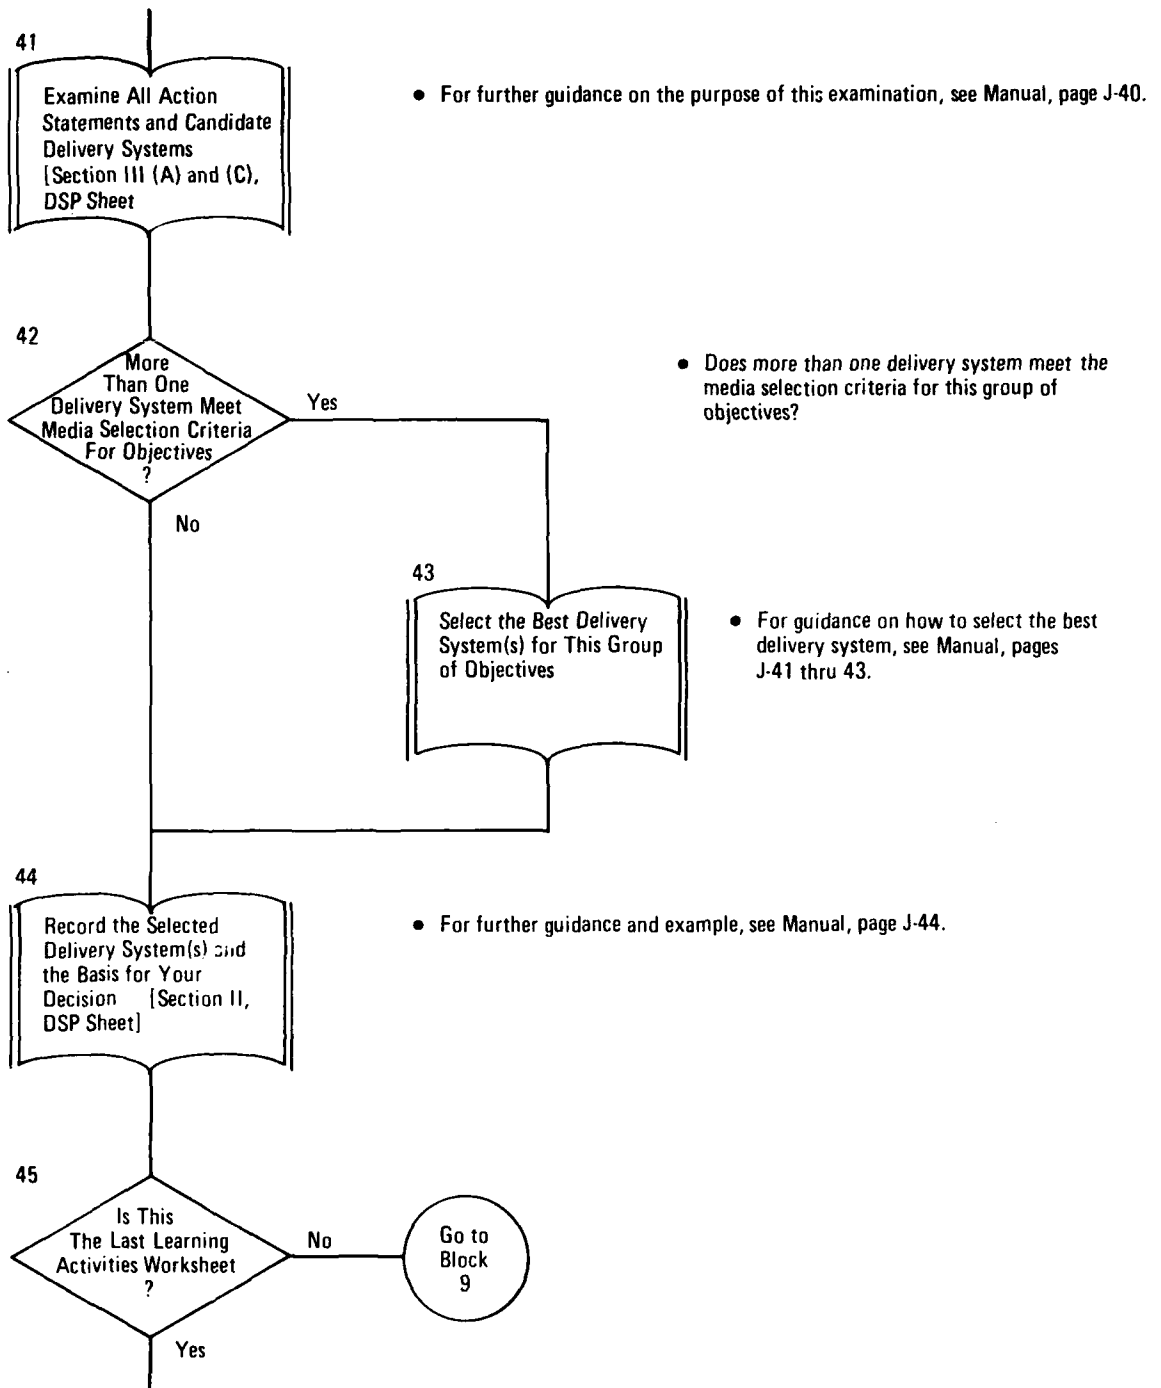 41
Examine All Action
Statements and Candidate
Delivery Systems
[Section III (A) and (C),
DSP Sheet
• For further guidance on the purpose of this examination, see Manual, page J-40.
42
More
Than One
Delivery System Meet
Media Selection Criteria
For Objectives
?
Yes
No
• Does more than one delivery system meet the
media selection criteria for this group of
objectives?
43
Select the Best Delivery
System(s) for This Group
of Objectives
• For guidance on how to select the best
delivery system, see Manual, pages
J-41 thru 43.
44
Record the Selected
Delivery System(s) and
the Basis for Your
Decision [Section II,
DSP Sheet]
• For further guidance and example, see Manual, page J-44.
45
Is This
The Last Learning
Activities Worksheet
?
No
Go to
Block
9
Yes